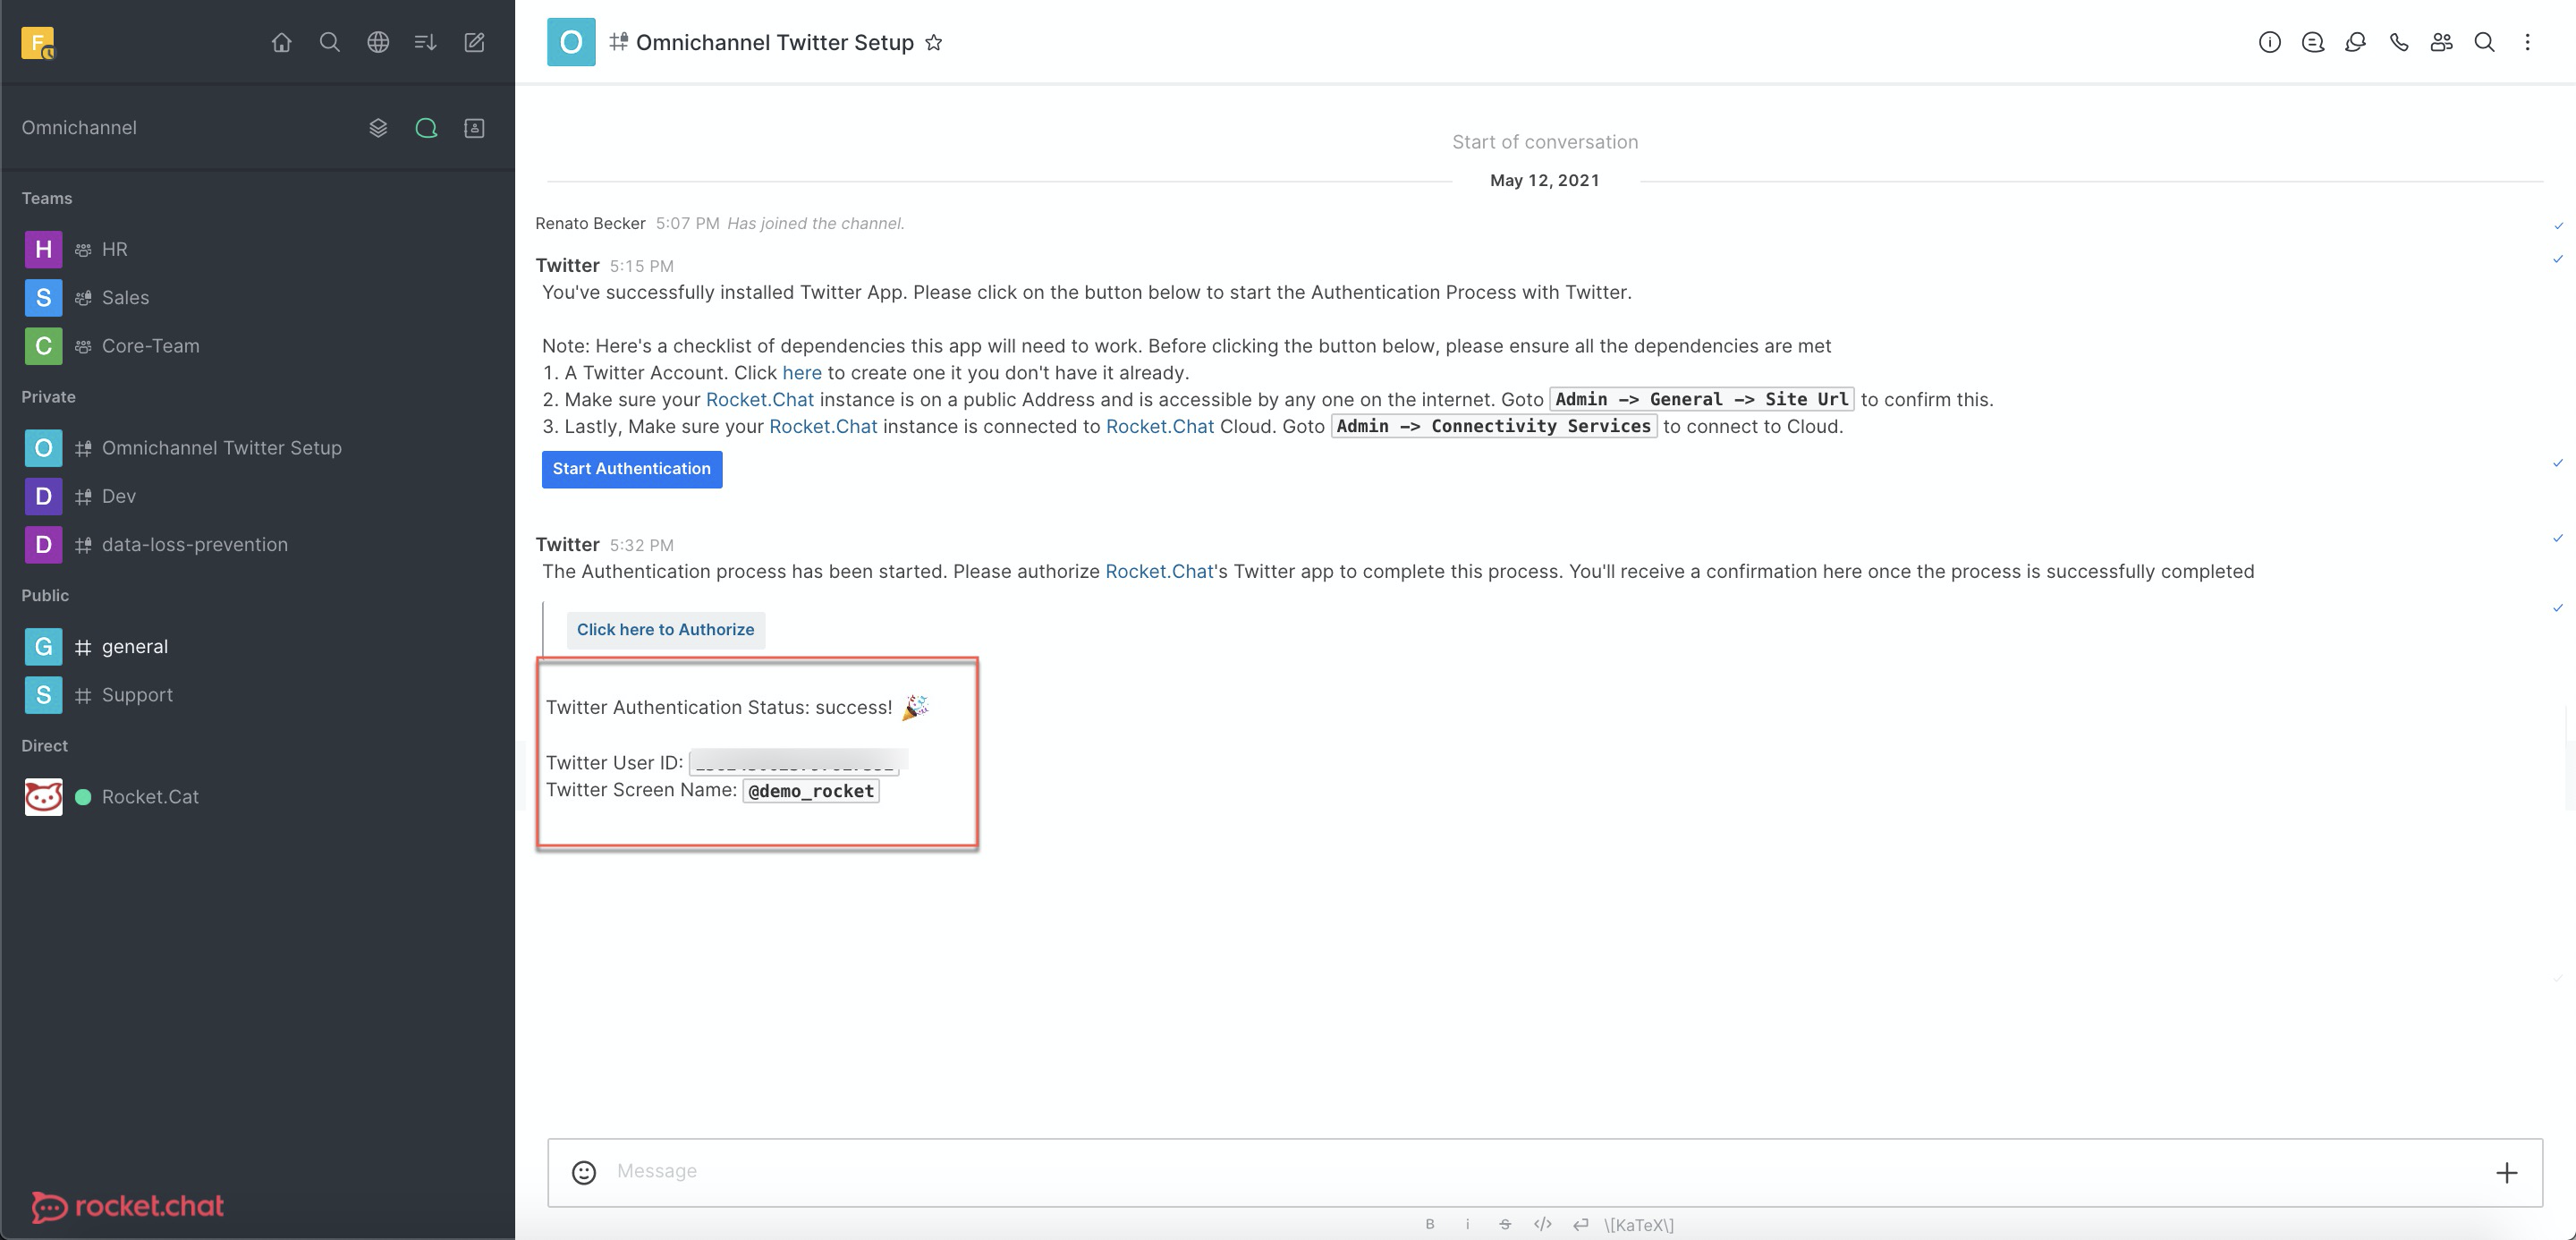 F
Omnichannel
Teams
H HR
S Sales
C Core-Team
Private
O Omnichannel Twitter Setup
D Dev
D data-loss-prevention
Public
G general
S Support
Direct
Rocket.Cat
rocket.chat
O Omnichannel Twitter Setup
Start of conversation
May 12, 2021
Renato Becker 5:07 PM Has joined the channel.
Twitter 5:15 PM
You've successfully installed Twitter App. Please click on the button below to start the Authentication Process with Twitter.
Note: Here's a checklist of dependencies this app will need to work. Before clicking the button below, please ensure all the dependencies are met
1. A Twitter Account. Click here to create one it you don't have it already.
2. Make sure your Rocket.Chat instance is on a public Address and is accessible by any one on the internet. Goto Admin -> General -> Site Url to confirm this.
3. Lastly, Make sure your Rocket.Chat instance is connected to Rocket.Chat Cloud. Goto Admin -> Connectivity Services to connect to Cloud.
Start Authentication
Twitter 5:32 PM
The Authentication process has been started. Please authorize Rocket.Chat's Twitter app to complete this process. You'll receive a confirmation here once the process is successfully completed
Click here to Authorize
Twitter Authentication Status: success! 🎉
Twitter User ID:
Twitter Screen Name: @demo_rocket
Message
B i S </> \[KaTeX\]